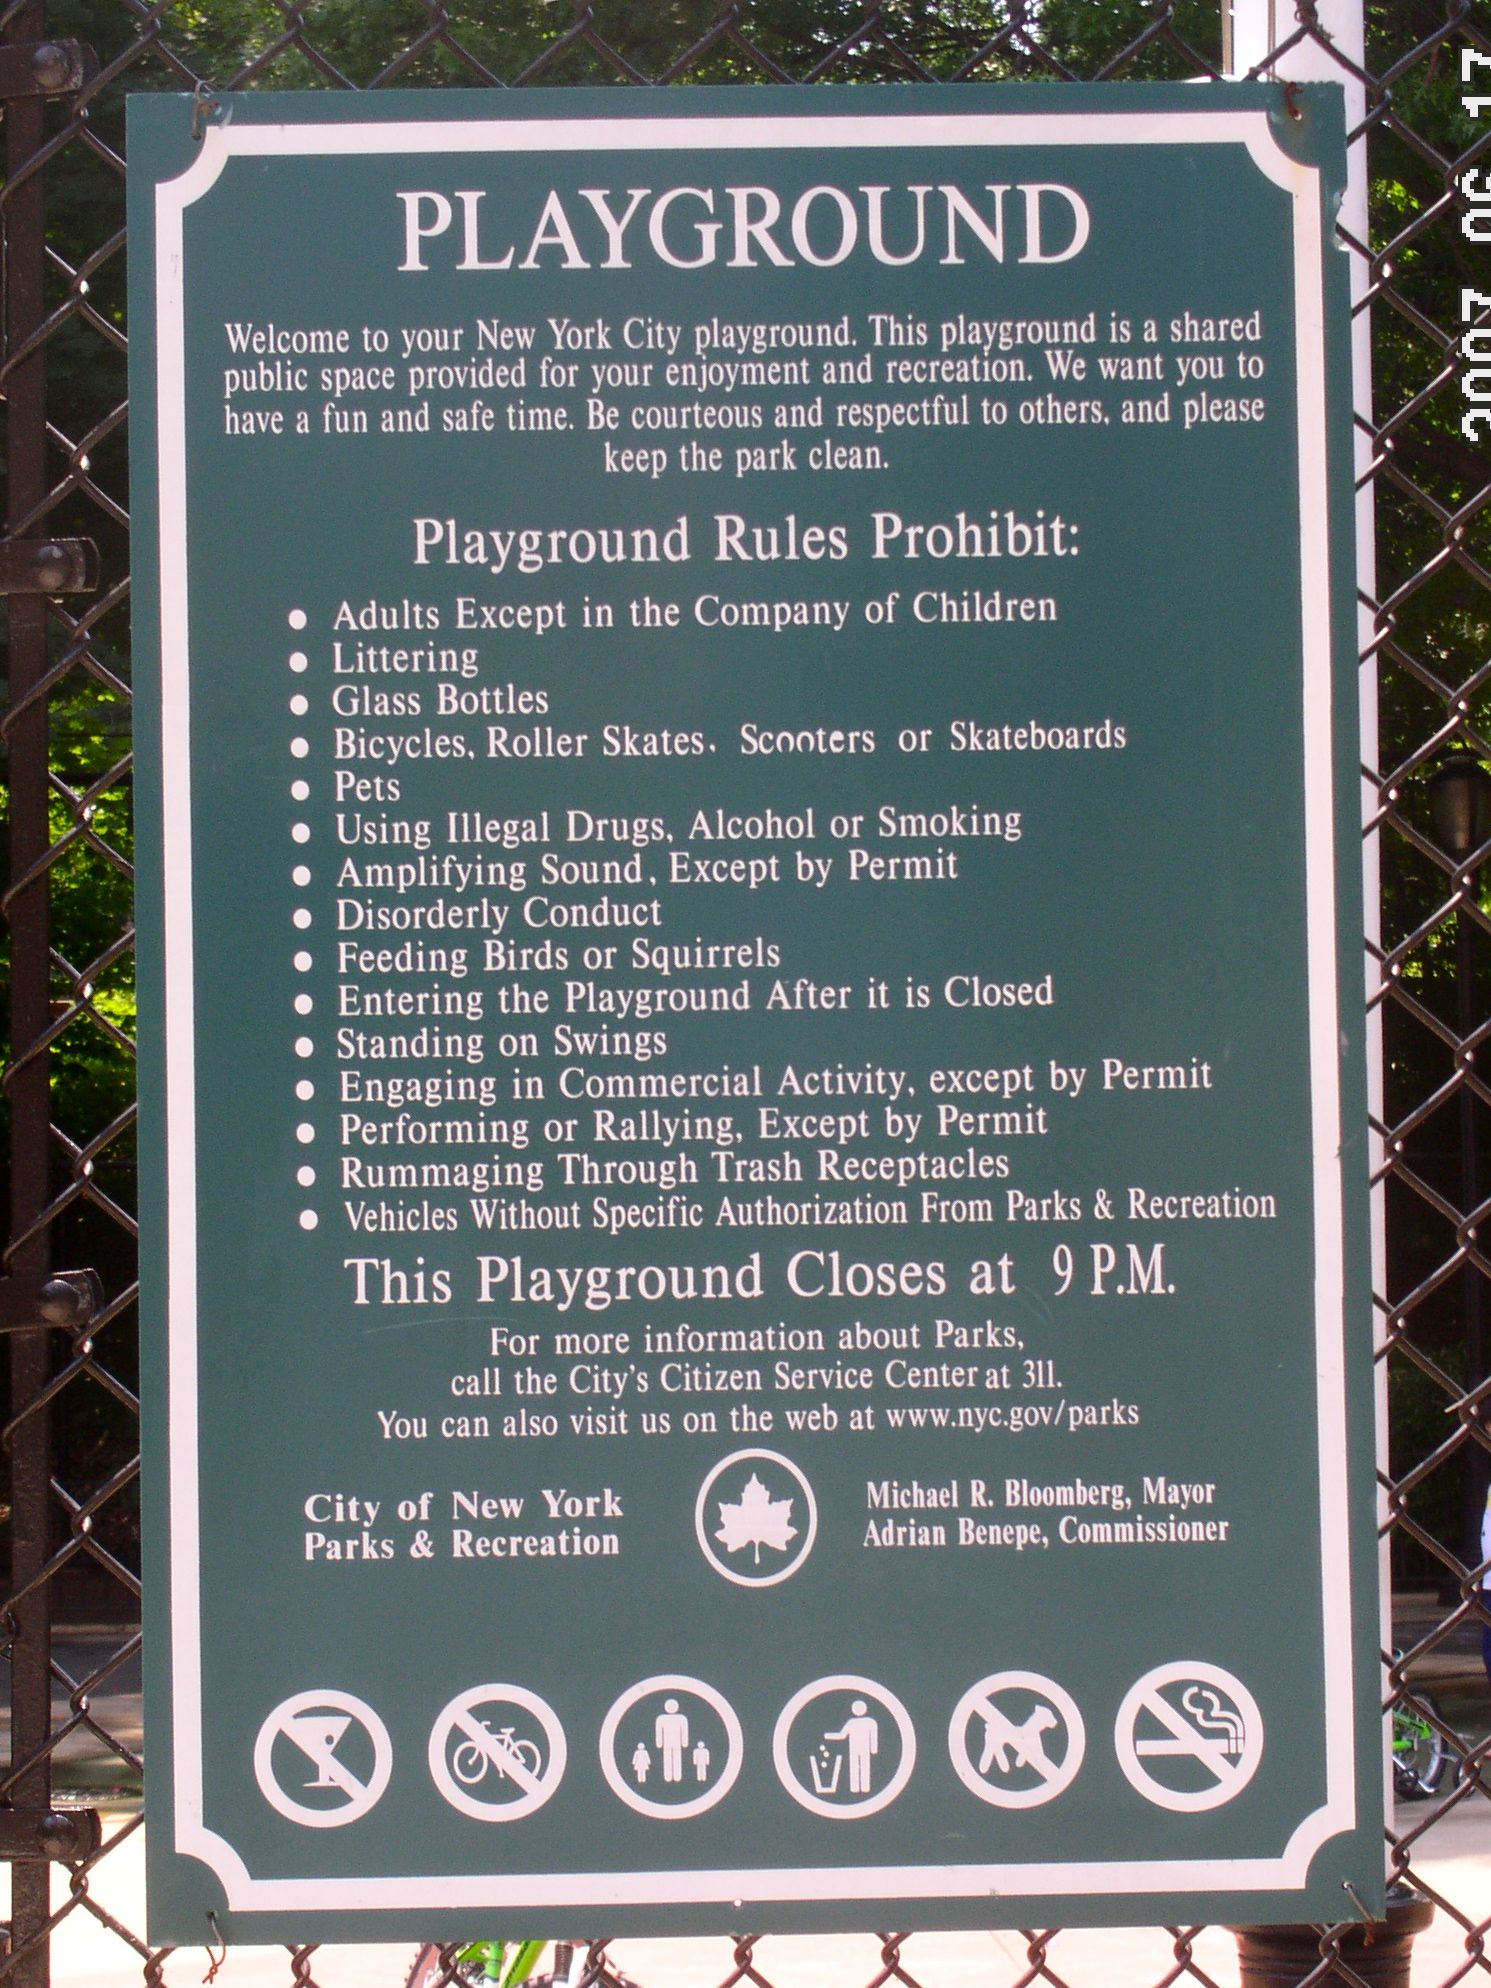 PLAYGROUND
Welcome to your New York City playground. This playground is a shared
public space provided for your enjoyment and recreation. We want you to
have a fun and safe time. Be courteous and respectful to others, and please
keep the park clean.
Playground Rules Prohibit:
• Adults Except in the Company of Children
• Littering
• Glass Bottles
• Bicycles, Roller Skates, Scooters or Skateboards
• Pets
• Using Illegal Drugs, Alcohol or Smoking
• Amplifying Sound, Except by Permit
• Disorderly Conduct
• Feeding Birds or Squirrels
• Entering the Playground After it is Closed
• Standing on Swings
• Engaging in Commercial Activity, except by Permit
• Performing or Rallying, Except by Permit
• Rummaging Through Trash Receptacles
• Vehicles Without Specific Authorization From Parks & Recreation
This Playground Closes at 9 P.M.
For more information about Parks,
call the City's Citizen Service Center at 311.
You can also visit us on the web at www.nyc.gov/parks
City of New York
Parks & Recreation
Michael R. Bloomberg, Mayor
Adrian Benepe, Commissioner
2007 06 17